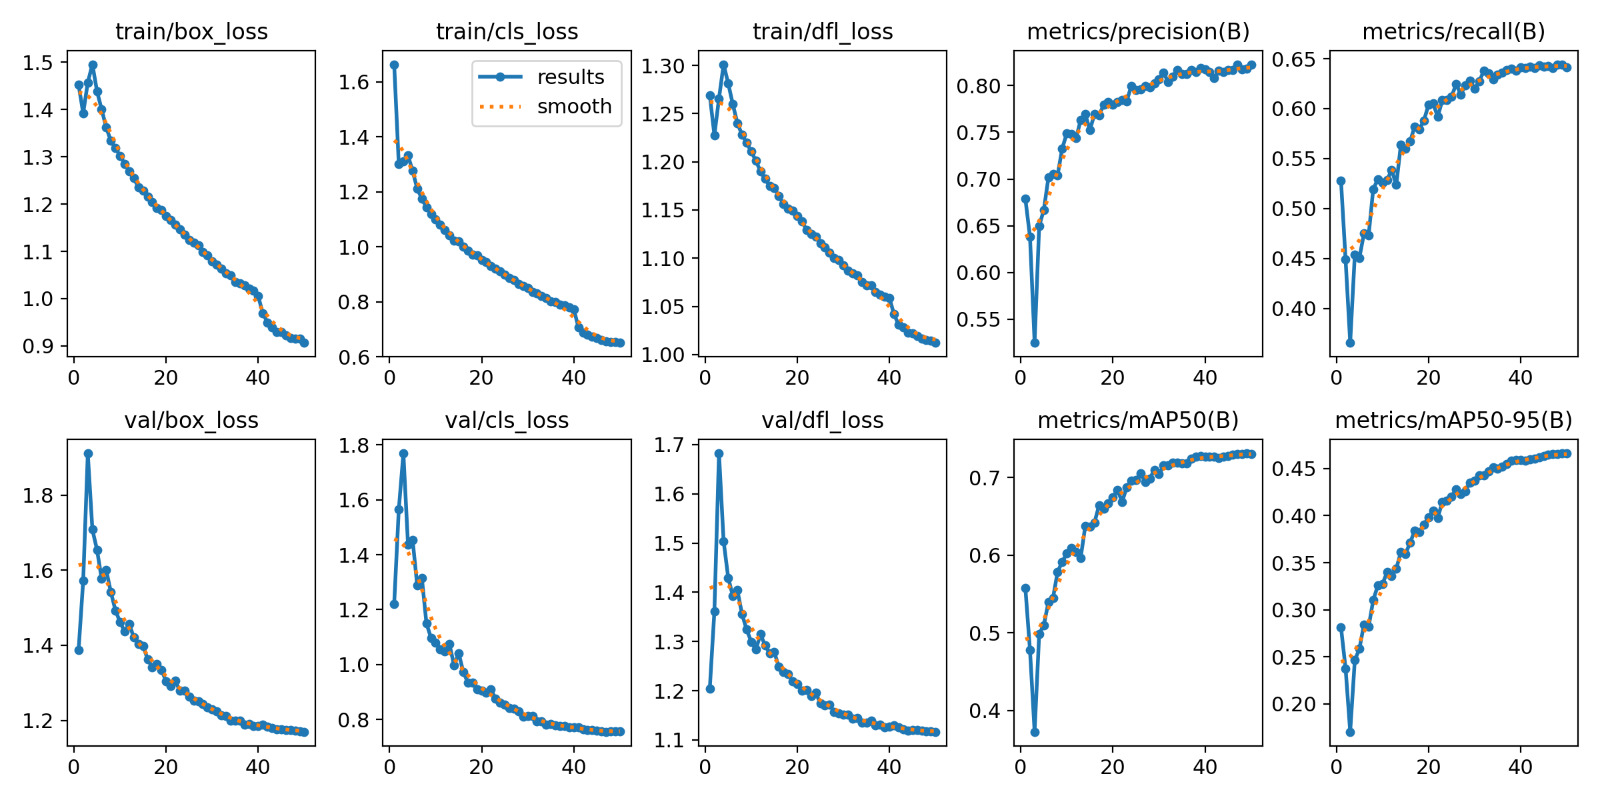 train/box_loss
train/cls_loss
train/dfl_loss
metrics/precision(B)
metrics/recall(B)
1.5
1.4
1.3
1.2
1.1
1.0
0.9
0 20 40
results
smooth
1.6
1.4
1.2
1.0
0.8
0.6
0 20 40
1.30
1.25
1.20
1.15
1.10
1.05
1.00
0 20 40
0.80
0.75
0.70
0.65
0.60
0.55
0 20 40
0.65
0.60
0.55
0.50
0.45
0.40
0 20 40
val/box_loss
val/cls_loss
val/dfl_loss
metrics/mAP50(B)
metrics/mAP50-95(B)
1.8
1.6
1.4
1.2
0 20 40
1.8
1.6
1.4
1.2
1.0
0.8
0 20 40
1.7
1.6
1.5
1.4
1.3
1.2
1.1
0 20 40
0.7
0.6
0.5
0.4
0 20 40
0.45
0.40
0.35
0.30
0.25
0.20
0 20 40